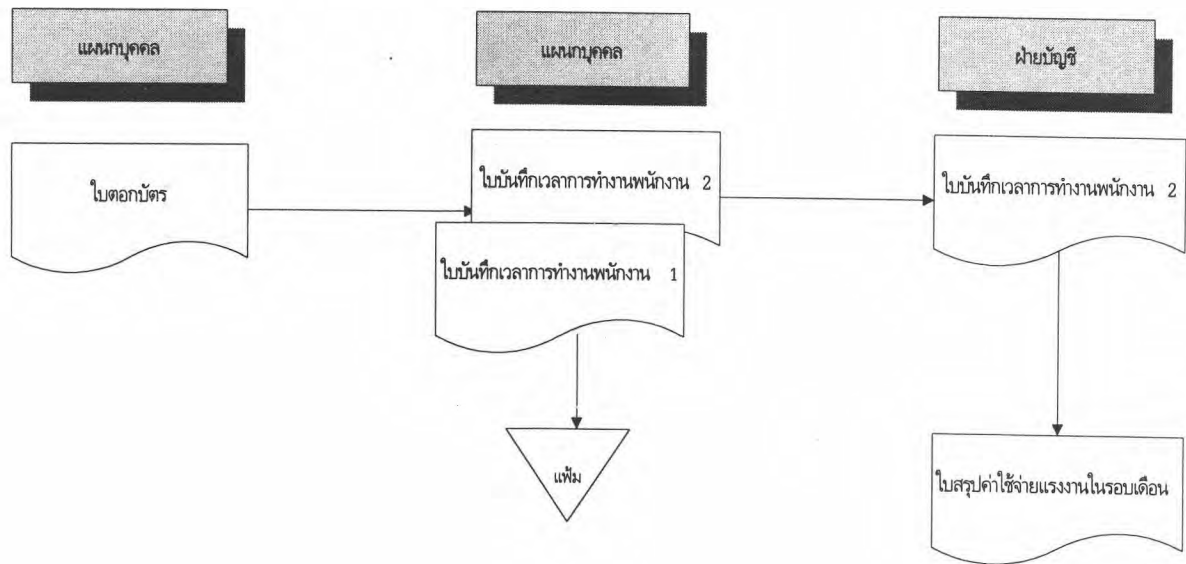 แผนกบุคคล
แผนกบุคคล
ฝ่ายบัญชี
ใบตอกบัตร
ใบบันทึกเวลาการทำงานพนักงาน 2
ใบบันทึกเวลาการทำงานพนักงาน 2
ใบบันทึกเวลาการทำงานพนักงาน 1
แฟ้ม
ใบสรุปค่าใช้จ่ายแรงงานในรอบเดือน